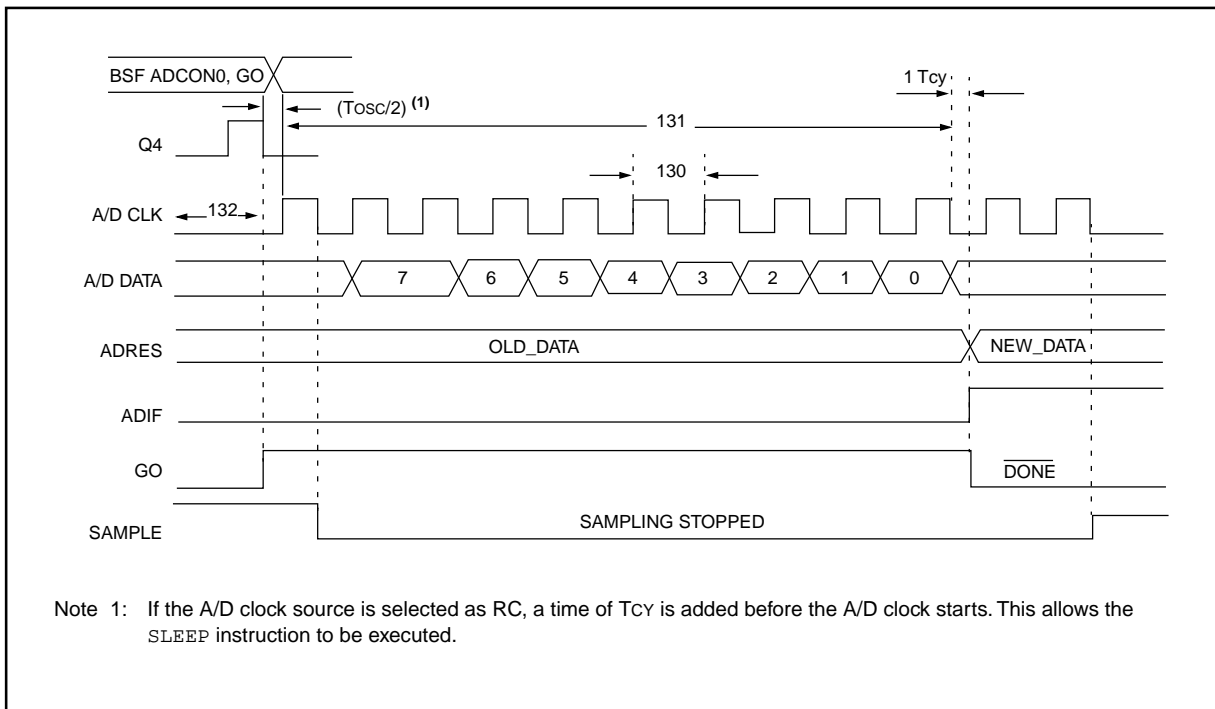 BSF ADCON0, GO
1 Tcy
(TOSC/2) (1)
131
Q4
130
A/D CLK
132
A/D DATA
7 6 5 4 3 2 1 0
ADRES
OLD_DATA
NEW_DATA
ADIF
GO
DONE
SAMPLE
SAMPLING STOPPED
Note 1: If the A/D clock source is selected as RC, a time of TCY is added before the A/D clock starts. This allows the
SLEEP instruction to be executed.